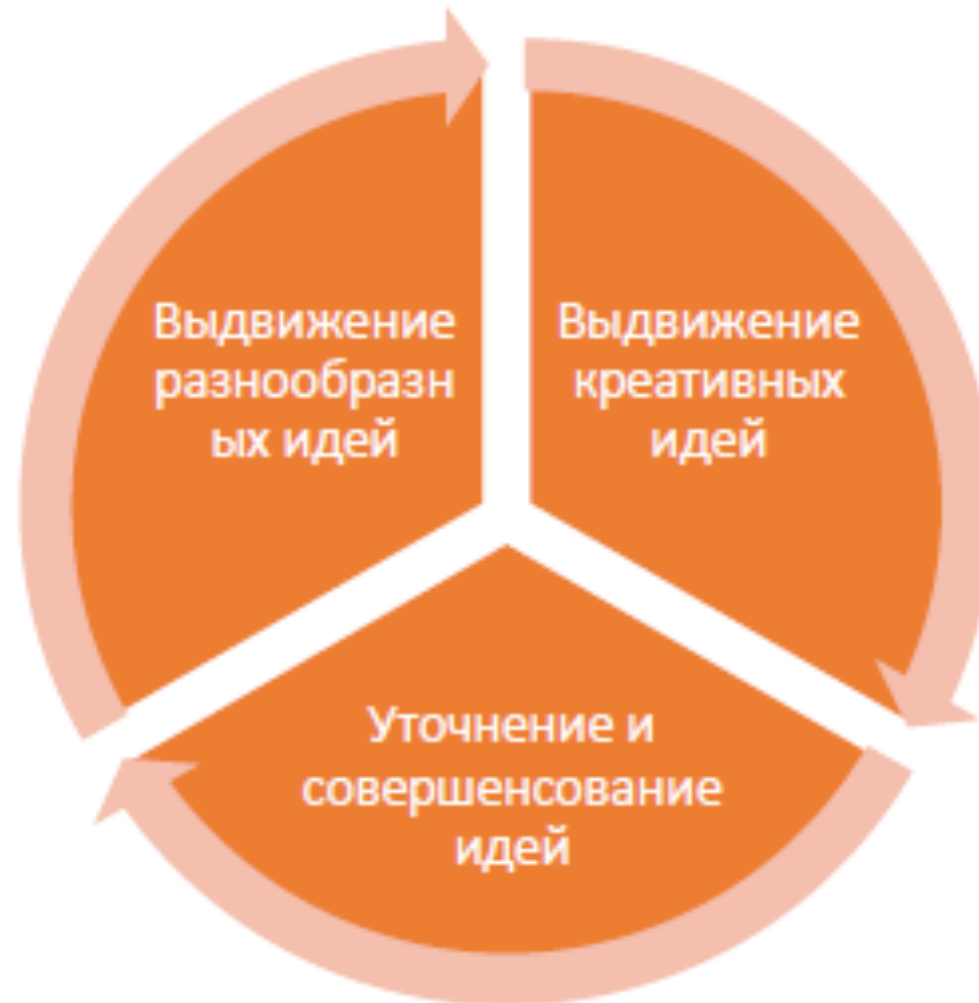 Выдвижение
разнообразн
ых идей
Выдвижение
креативных
идей
Уточнение и
совершенсование
идей